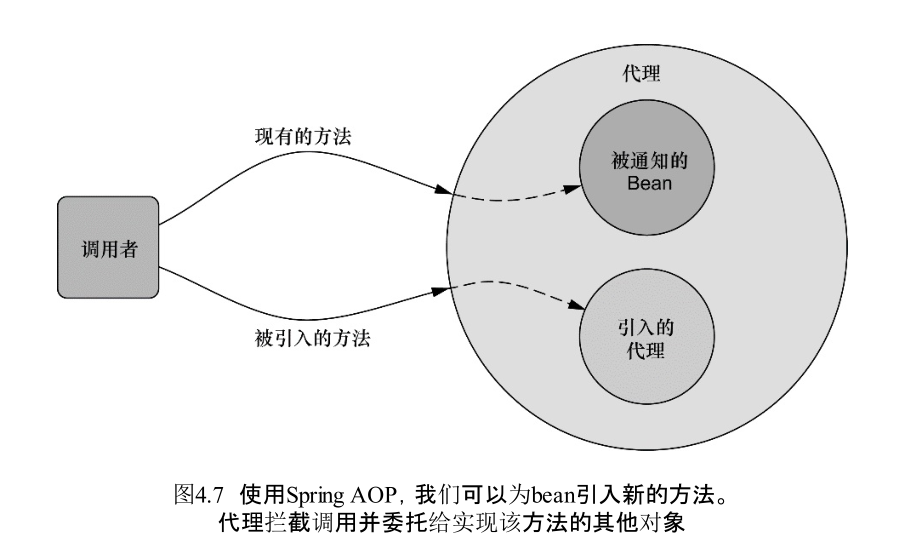 代理
现有的方法
被通知的
Bean
调用者
被引入的方法
引入的
代理
图4.7 使用Spring AOP，我们可以为bean引入新的方法。
代理拦截调用并委托给实现该方法的其他对象